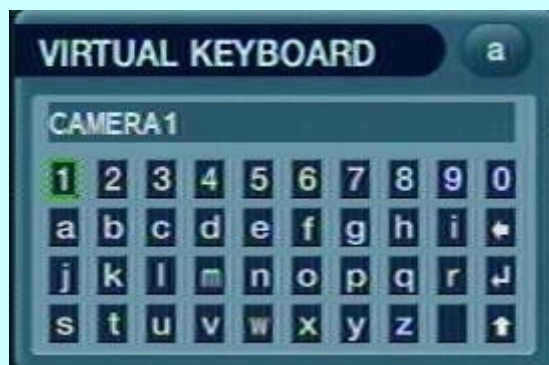 VIRTUAL KEYBOARD a
CAMERA1
1 2 3 4 5 6 7 8 9 0
a b c d e f g h i ←
j k l m n o p q r ↵
s t u v w x y z ↑